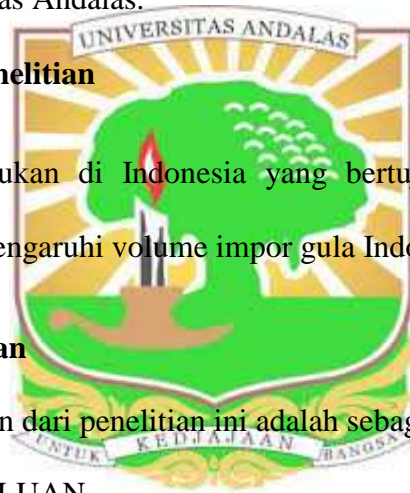 as Andalas.
UNIVERSITAS ANDALAS
nelitian
ukan di Indonesia yang bertu
engaruhi volume impor gula Indo
an
n dari penelitian ini adalah sebag
UNTUK KEDJAJAAN BANGSA
LUAN